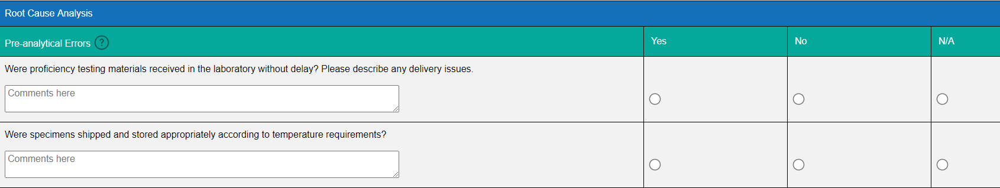 Root Cause Analysis
Pre-analytical Errors ? Yes No N/A
Were proficiency testing materials received in the laboratory without delay? Please describe any delivery issues.
Comments here
Were specimens shipped and stored appropriately according to temperature requirements?
Comments here